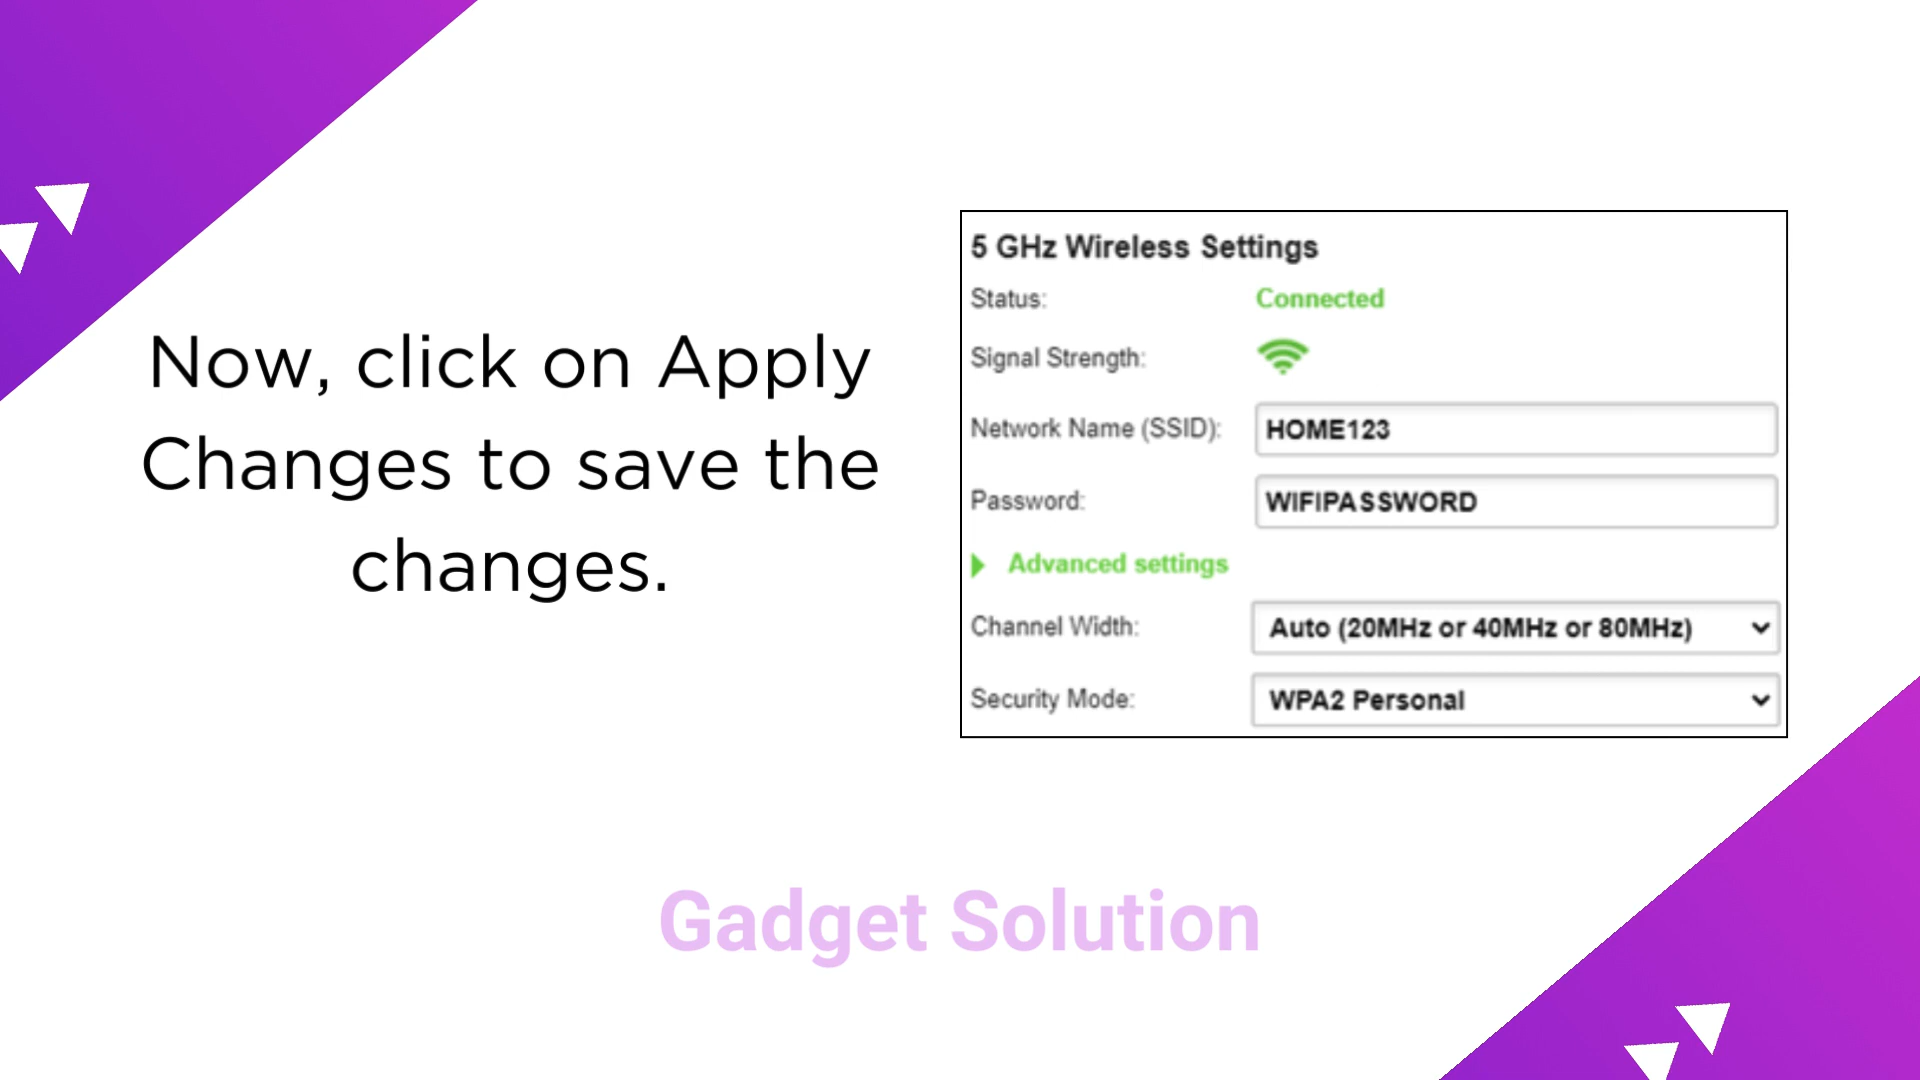 Now, click on Apply
Changes to save the
changes.
5 GHz Wireless Settings
Status: Connected
Signal Strength:
Network Name (SSID): HOME123
Password: WIFIPASSWORD
Advanced settings
Channel Width: Auto (20MHz or 40MHz or 80MHz)
Security Mode: WPA2 Personal
Gadget Solution